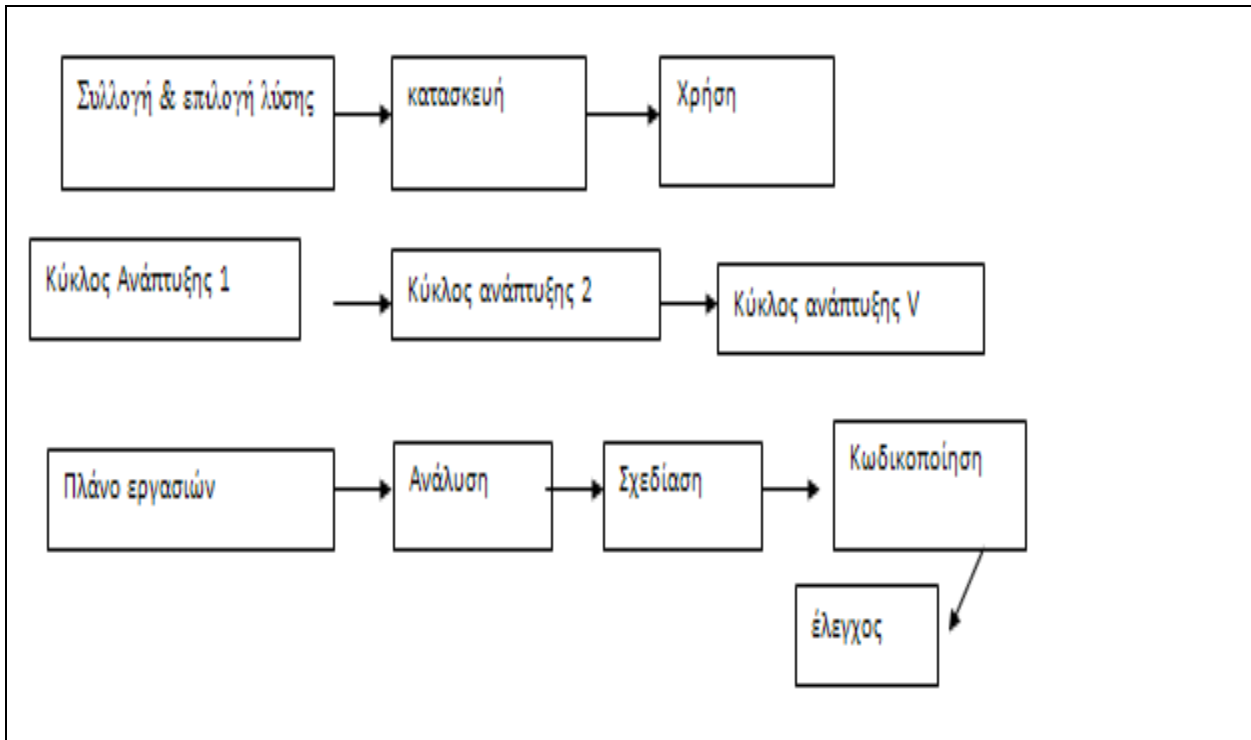 Συλλογή & επιλογή λύσης
κατασκευή
Χρήση
Κύκλος Ανάπτυξης 1
Κύκλος ανάπτυξης 2
Κύκλος ανάπτυξης V
Πλάνο εργασιών
Ανάλυση
Σχεδίαση
Κωδικοποίηση
έλεγχος